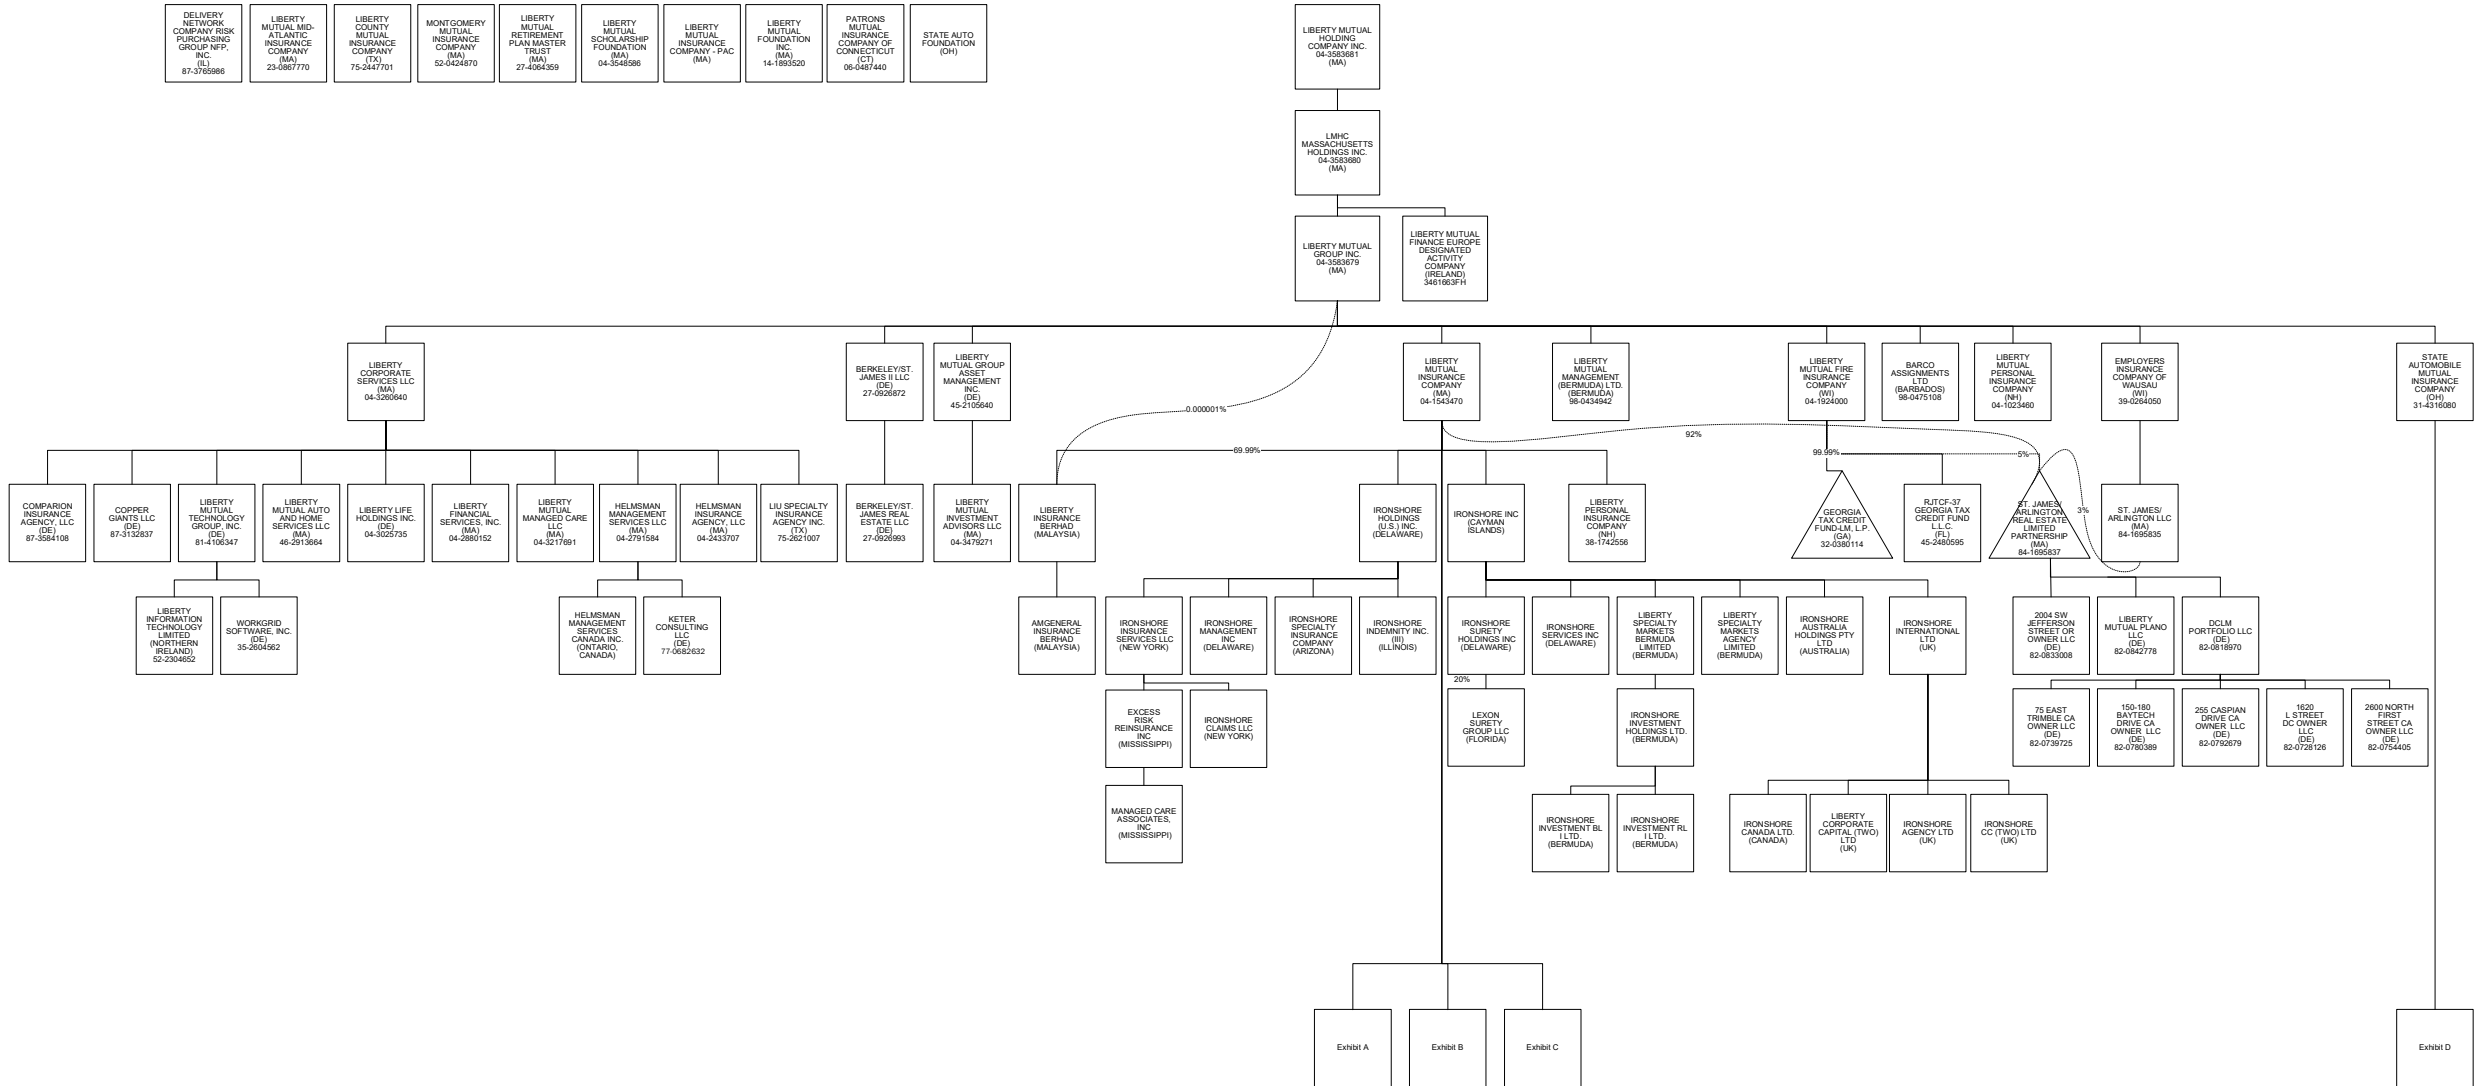 DELIVERY
NETWORK
COMPANY RISK
PURCHASING
GROUP NFP,
INC.
(IL)
87-3765986
LIBERTY
MUTUAL MID-
ATLANTIC
INSURANCE
COMPANY
(MA)
23-0867770
LIBERTY
COUNTY
MUTUAL
INSURANCE
COMPANY
(TX)
75-2447701
MONTGOMERY
MUTUAL
INSURANCE
COMPANY
(MA)
52-0424870
LIBERTY
MUTUAL
RETIREMENT
PLAN MASTER
TRUST
(MA)
27-4064359
LIBERTY
MUTUAL
SCHOLARSHIP
FOUNDATION
(MA)
04-3548586
LIBERTY
MUTUAL
INSURANCE
COMPANY - PAC
(MA)
LIBERTY
MUTUAL
FOUNDATION
INC.
(MA)
14-1893520
PATRONS
MUTUAL
INSURANCE
COMPANY OF
CONNECTICUT
(CT)
06-0487440
STATE AUTO
FOUNDATION
(OH)
LIBERTY MUTUAL
HOLDING
COMPANY INC.
04-3583681
(MA)
LMHC
MASSACHUSETTS
HOLDINGS INC.
04-3583680
(MA)
LIBERTY MUTUAL
GROUP INC.
04-3583679
(MA)
LIBERTY MUTUAL
FINANCE EUROPE
DESIGNATED
ACTIVITY
COMPANY
(IRELAND)
3461663FH
LIBERTY
CORPORATE
SERVICES LLC
(MA)
04-3260640
BERKELEY/ST.
JAMES II LLC
(DE)
27-0926872
LIBERTY
MUTUAL GROUP
ASSET
MANAGEMENT
INC.
(DE)
45-2105640
LIBERTY
MUTUAL
INSURANCE
COMPANY
(MA)
04-1543470
LIBERTY
MUTUAL
MANAGEMENT
(BERMUDA) LTD.
(BERMUDA)
98-0434942
LIBERTY
MUTUAL FIRE
INSURANCE
COMPANY
(WI)
04-1924000
BARCO
ASSIGNMENTS
LTD
(BARBADOS)
98-0475108
LIBERTY
MUTUAL
PERSONAL
INSURANCE
COMPANY
(NH)
04-1023460
EMPLOYERS
INSURANCE
COMPANY OF
WAUSAU
(WI)
39-0264050
STATE
AUTOMOBILE
MUTUAL
INSURANCE
COMPANY
(OH)
31-4316080
0.000001%
92%
69.99%
99.99%
5%
3%
COMPARION
INSURANCE
AGENCY, LLC
(DE)
87-3584108
COPPER
GIANTS LLC
(DE)
87-3132837
LIBERTY
MUTUAL
TECHNOLOGY
GROUP, INC.
(DE)
81-4106347
LIBERTY
MUTUAL AUTO
AND HOME
SERVICES LLC
(MA)
46-2913664
LIBERTY LIFE
HOLDINGS INC.
(DE)
04-3025735
LIBERTY
FINANCIAL
SERVICES, INC.
(MA)
04-2880152
LIBERTY
MUTUAL
MANAGED CARE
LLC
(MA)
04-3217691
HELMSMAN
MANAGEMENT
SERVICES LLC
(MA)
04-2791584
HELMSMAN
INSURANCE
AGENCY, LLC
(MA)
04-2433707
LIU SPECIALTY
INSURANCE
AGENCY INC.
(TX)
75-2621007
BERKELEY/ST.
JAMES REAL
ESTATE LLC
(DE)
27-0926993
LIBERTY
MUTUAL
INVESTMENT
ADVISORS LLC
(MA)
04-3479271
LIBERTY
INSURANCE
BERHAD
(MALAYSIA)
IRONSHORE
HOLDINGS
(U.S.) INC.
(DELAWARE)
IRONSHORE INC
(CAYMAN
ISLANDS)
LIBERTY
PERSONAL
INSURANCE
COMPANY
(NH)
38-1742556
GEORGIA
TAX CREDIT
FUND-LM, L.P.
(GA)
32-0380114
RJTCF-37
GEORGIA TAX
CREDIT FUND
L.L.C.
(FL)
45-2480595
ST. JAMES/
ARLINGTON
REAL ESTATE
LIMITED
PARTNERSHIP
(MA)
84-1695837
ST. JAMES/
ARLINGTON LLC
(MA)
84-1695835
LIBERTY
INFORMATION
TECHNOLOGY
LIMITED
(NORTHERN
IRELAND)
52-2304652
WORKGRID
SOFTWARE, INC.
(DE)
35-2604562
HELMSMAN
MANAGEMENT
SERVICES
CANADA INC.
(ONTARIO,
CANADA)
KETER
CONSULTING
LLC
(DE)
77-0682632
AMGENERAL
INSURANCE
BERHAD
(MALAYSIA)
IRONSHORE
INSURANCE
SERVICES LLC
(NEW YORK)
IRONSHORE
MANAGEMENT
INC
(DELAWARE)
IRONSHORE
SPECIALTY
INSURANCE
COMPANY
(ARIZONA)
IRONSHORE
INDEMNITY INC.
(III)
(ILLINOIS)
IRONSHORE
SURETY
HOLDINGS INC
(DELAWARE)
IRONSHORE
SERVICES INC
(DELAWARE)
LIBERTY
SPECIALTY
MARKETS
BERMUDA
LIMITED
(BERMUDA)
LIBERTY
SPECIALTY
MARKETS
AGENCY
LIMITED
(BERMUDA)
IRONSHORE
AUSTRALIA
HOLDINGS PTY
LTD
(AUSTRALIA)
IRONSHORE
INTERNATIONAL
LTD
(UK)
2004 SW
JEFFERSON
STREET OR
OWNER LLC
(DE)
82-0833008
LIBERTY
MUTUAL PLANO
LLC
(DE)
82-0842778
DCLM
PORTFOLIO LLC
(DE)
82-0818970
20%
EXCESS
RISK
REINSURANCE
INC
(MISSISSIPPI)
IRONSHORE
CLAIMS LLC
(NEW YORK)
LEXON
SURETY
GROUP LLC
(FLORIDA)
IRONSHORE
INVESTMENT
HOLDINGS LTD.
(BERMUDA)
75 EAST
TRIMBLE CA
OWNER LLC
(DE)
82-0739725
150-180
BAYTECH
DRIVE CA
OWNER LLC
(DE)
82-0780389
255 CASPIAN
DRIVE CA
OWNER LLC
(DE)
82-0792679
1620
L STREET
DC OWNER
LLC
(DE)
82-0728126
2600 NORTH
FIRST
STREET CA
OWNER LLC
(DE)
82-0754405
MANAGED CARE
ASSOCIATES,
INC
(MISSISSIPPI)
IRONSHORE
INVESTMENT BL
I LTD.
(BERMUDA)
IRONSHORE
INVESTMENT RL
I LTD.
(BERMUDA)
IRONSHORE
CANADA LTD.
(CANADA)
LIBERTY
CORPORATE
CAPITAL (TWO)
LTD
(UK)
IRONSHORE
AGENCY LTD
(UK)
IRONSHORE
CC (TWO) LTD
(UK)
Exhibit A
Exhibit B
Exhibit C
Exhibit D